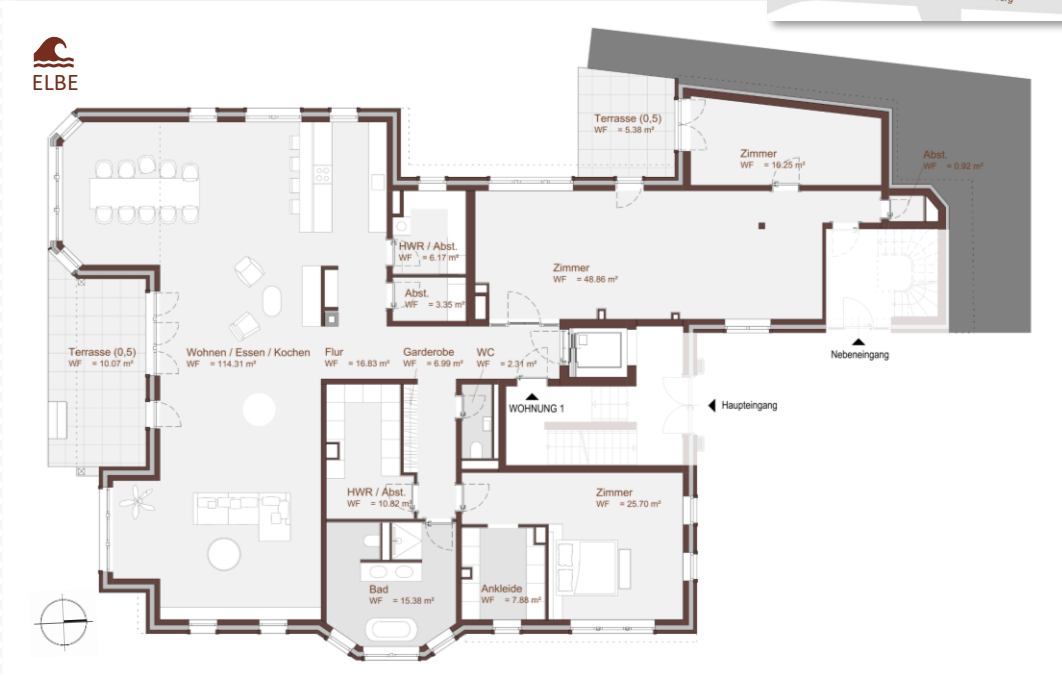 ELBE
Terrasse (0,5)
WF = 5.38 m²
Zimmer
WF = 16.25 m²
Abst.
WF = 0.92 m²
HWR / Abst.
WF = 6.17 m²
Zimmer
WF = 48.86 m²
Abst.
WF = 3.35 m²
Terrasse (0,5)
WF = 10.07 m²
Wohnen / Essen / Kochen
WF = 114.31 m²
Flur
WF = 16.83 m²
Garderobe
WF = 6.99 m²
WC
WF = 2.31 m²
Nebeneingang
WOHNUNG 1
Haupteingang
HWR / Abst.
WF = 10.82 m²
Zimmer
WF = 25.70 m²
Bad
WF = 15.38 m²
Ankleide
WF = 7.88 m²